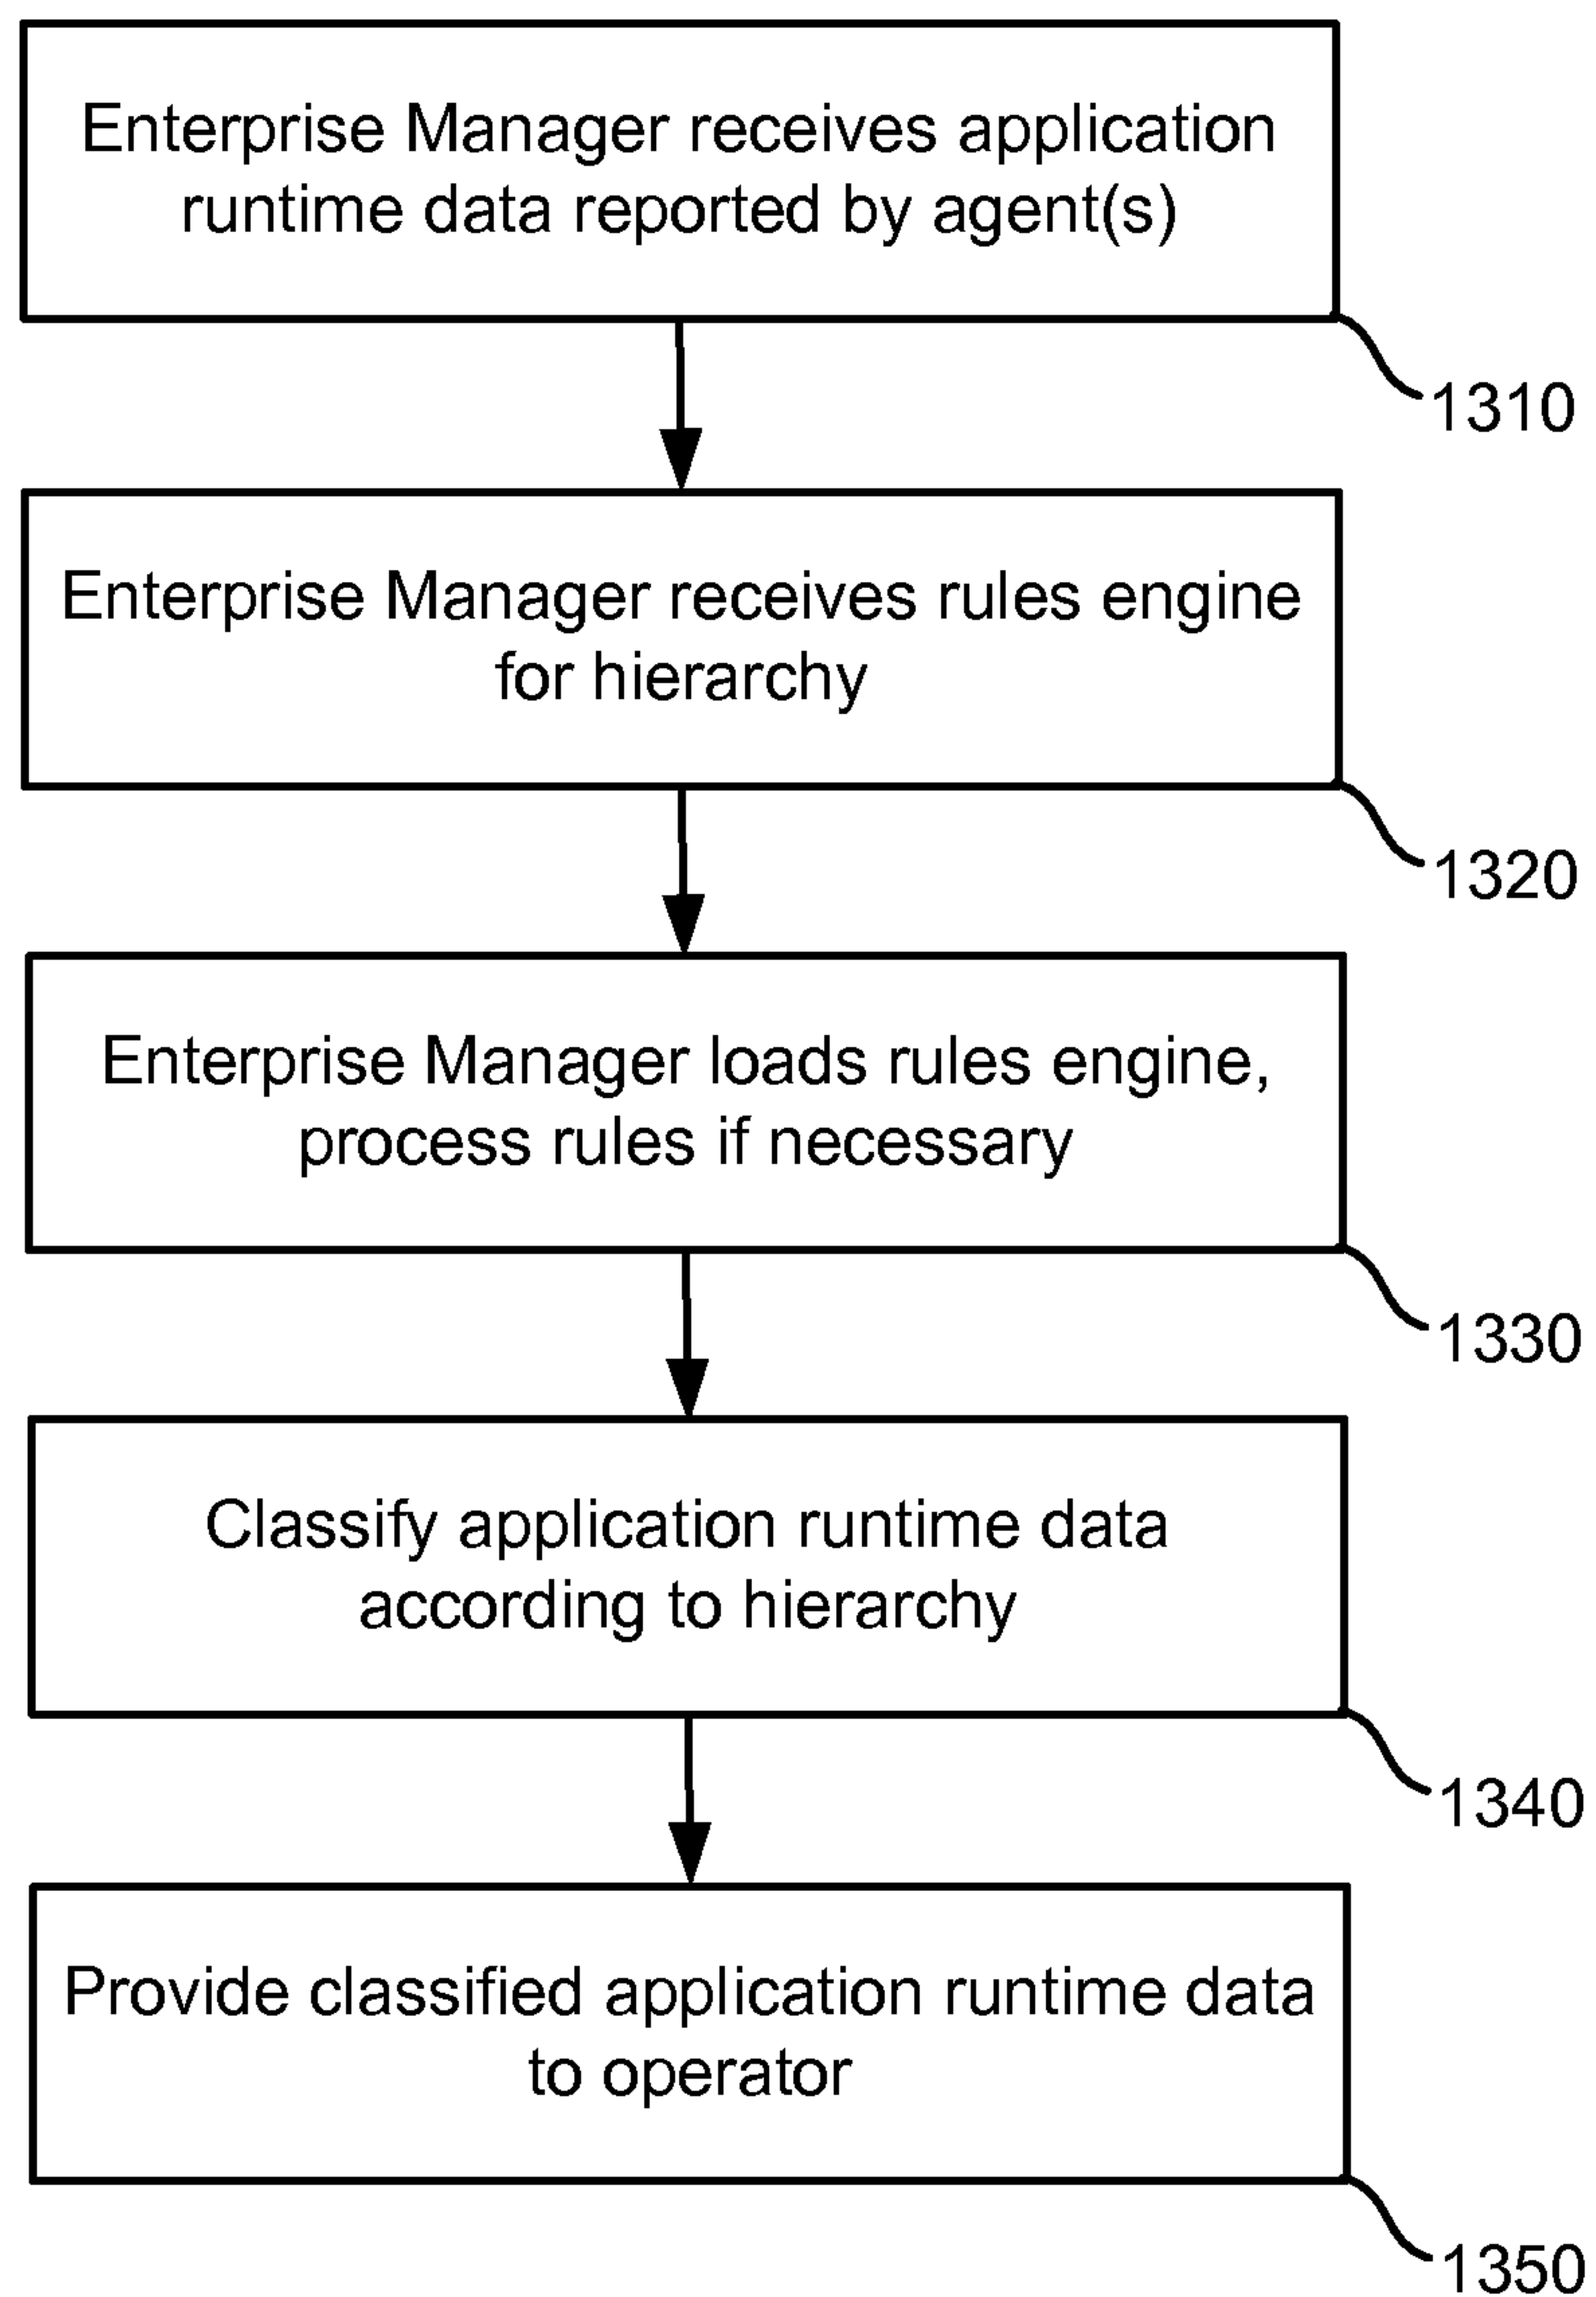 Enterprise Manager receives application
runtime data reported by agent(s)
1310
Enterprise Manager receives rules engine
for hierarchy
1320
Enterprise Manager loads rules engine,
process rules if necessary
1330
Classify application runtime data
according to hierarchy
1340
Provide classified application runtime data
to operator
1350